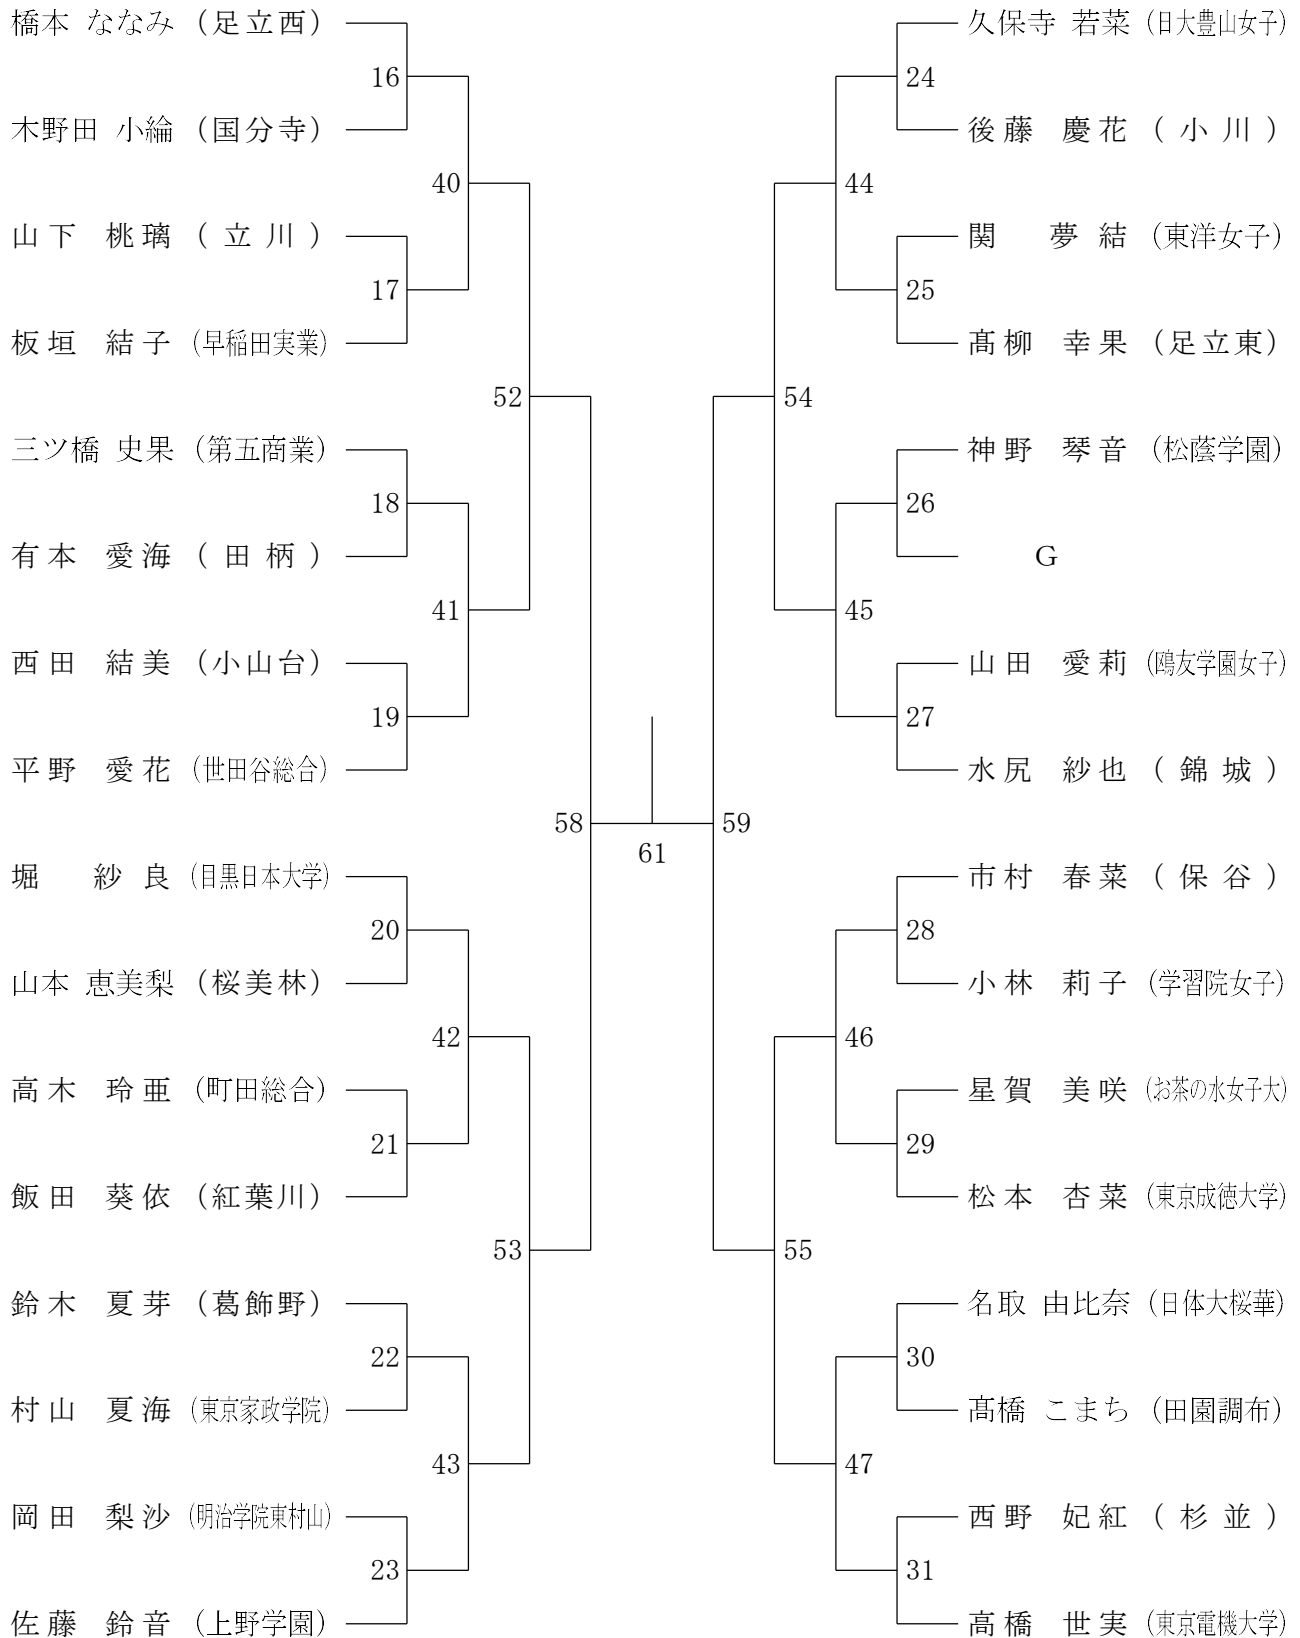 橋本 ななみ (足立西)
16
木野田 小綸 (国分寺)
40
山下 桃璃 (立川)
17
板垣 結子 (早稲田実業)
52
三ツ橋 史果 (第五商業)
18
有本 愛海 (田柄)
41
西田 結美 (小山台)
19
平野 愛花 (世田谷総合)
58
堀 紗良 (目黒日本大学)
20
山本 恵美梨 (桜美林)
42
高木 玲亜 (町田総合)
21
飯田 葵依 (紅葉川)
53
鈴木 夏芽 (葛飾野)
22
村山 夏海 (東京家政学院)
43
岡田 梨沙 (明治学院東村山)
23
佐藤 鈴音 (上野学園)
61
久保寺 若菜 (日大豊山女子)
24
後藤 慶花 (小川)
44
関 夢結 (東洋女子)
25
髙柳 幸果 (足立東)
54
神野 琴音 (松蔭学園)
26
G
45
山田 愛莉 (鴎友学園女子)
27
水尻 紗也 (錦城)
59
市村 春菜 (保谷)
28
小林 莉子 (学習院女子)
46
星賀 美咲 (お茶の水女子大)
29
松本 杏菜 (東京成徳大学)
55
名取 由比奈 (日体大桜華)
30
髙橋 こまち (田園調布)
47
西野 妃紅 (杉並)
31
高橋 世実 (東京電機大学)